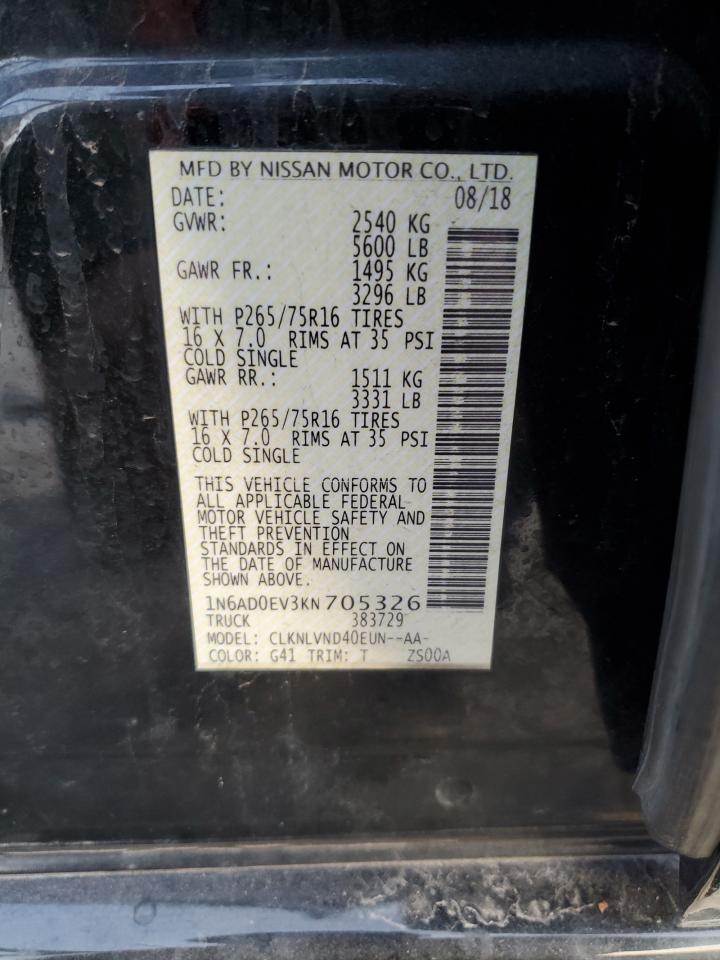 MFD BY NISSAN MOTOR CO., LTD.
DATE: 08/18
GVWR: 2540 KG
5600 LB
GAWR FR.: 1495 KG
3296 LB
WITH P265/75R16 TIRES
16 X 7.0 RIMS AT 35 PSI
COLD SINGLE
GAWR RR.: 1511 KG
3331 LB
WITH P265/75R16 TIRES
16 X 7.0 RIMS AT 35 PSI
COLD SINGLE
THIS VEHICLE CONFORMS TO
ALL APPLICABLE FEDERAL
MOTOR VEHICLE SAFETY AND
THEFT PREVENTION
STANDARDS IN EFFECT ON
THE DATE OF MANUFACTURE
SHOWN ABOVE.
1N6AD0EV3KN 705326
TRUCK 383729
MODEL: CLKNLVND40EUN--AA-
COLOR: G41 TRIM: T ZS00A